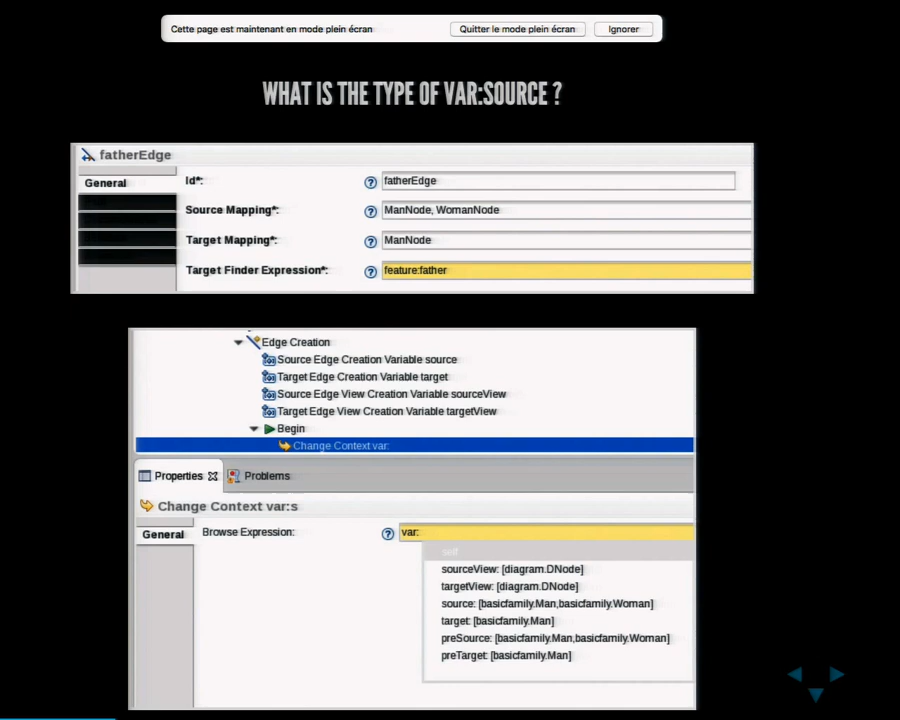 Cette page est maintenant en mode plein écran Quitter le mode plein écran Ignorer
WHAT IS THE TYPE OF VAR:SOURCE ?
fatherEdge
General
Id*: fatherEdge
Source Mapping*: ManNode, WomanNode
Target Mapping*: ManNode
Target Finder Expression*: feature:father
Edge Creation
Source Edge Creation Variable source
Target Edge Creation Variable target
Source Edge View Creation Variable sourceView
Target Edge View Creation Variable targetView
Begin
Change Context var:
Properties Problems
Change Context var:s
General Browse Expression: var:
self
sourceView: [diagram.DNode]
targetView: [diagram.DNode]
source: [basicfamily.Man,basicfamily.Woman]
target: [basicfamily.Man]
preSource: [basicfamily.Man,basicfamily.Woman]
preTarget: [basicfamily.Man]